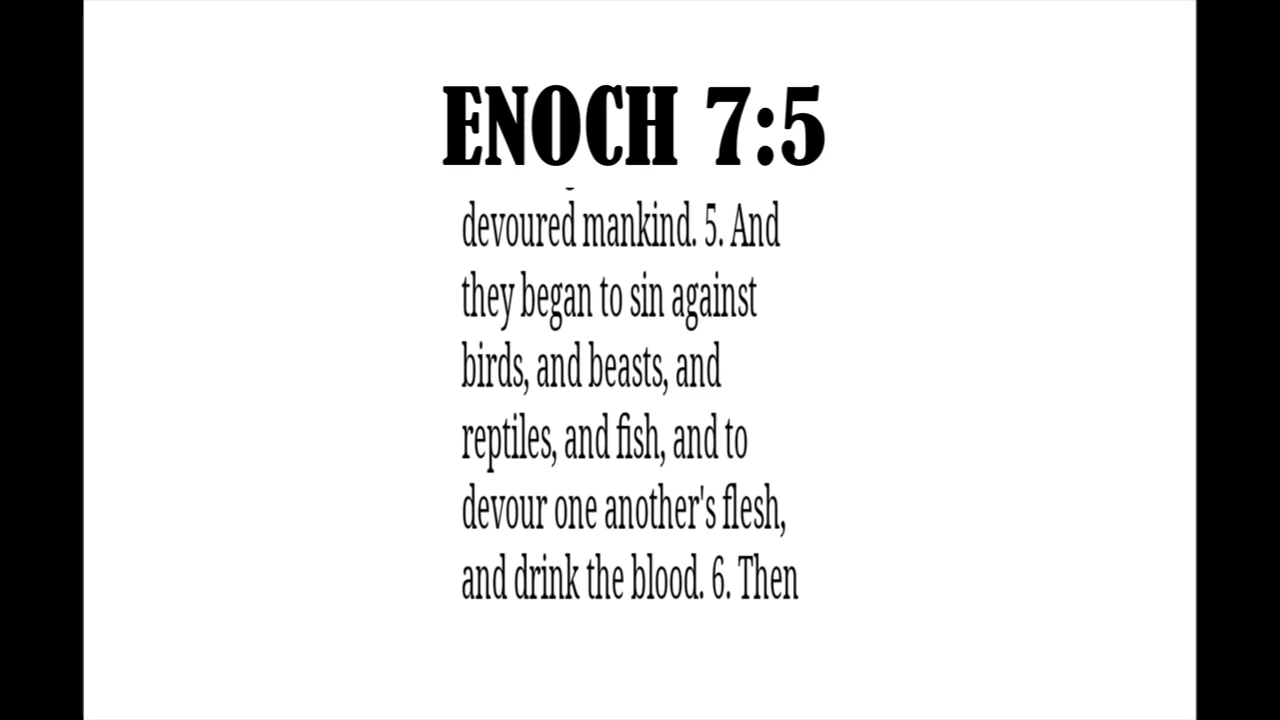 ENOCH 7:5
devoured mankind. 5. And
they began to sin against
birds, and beasts, and
reptiles, and fish, and to
devour one another's flesh,
and drink the blood. 6. Then